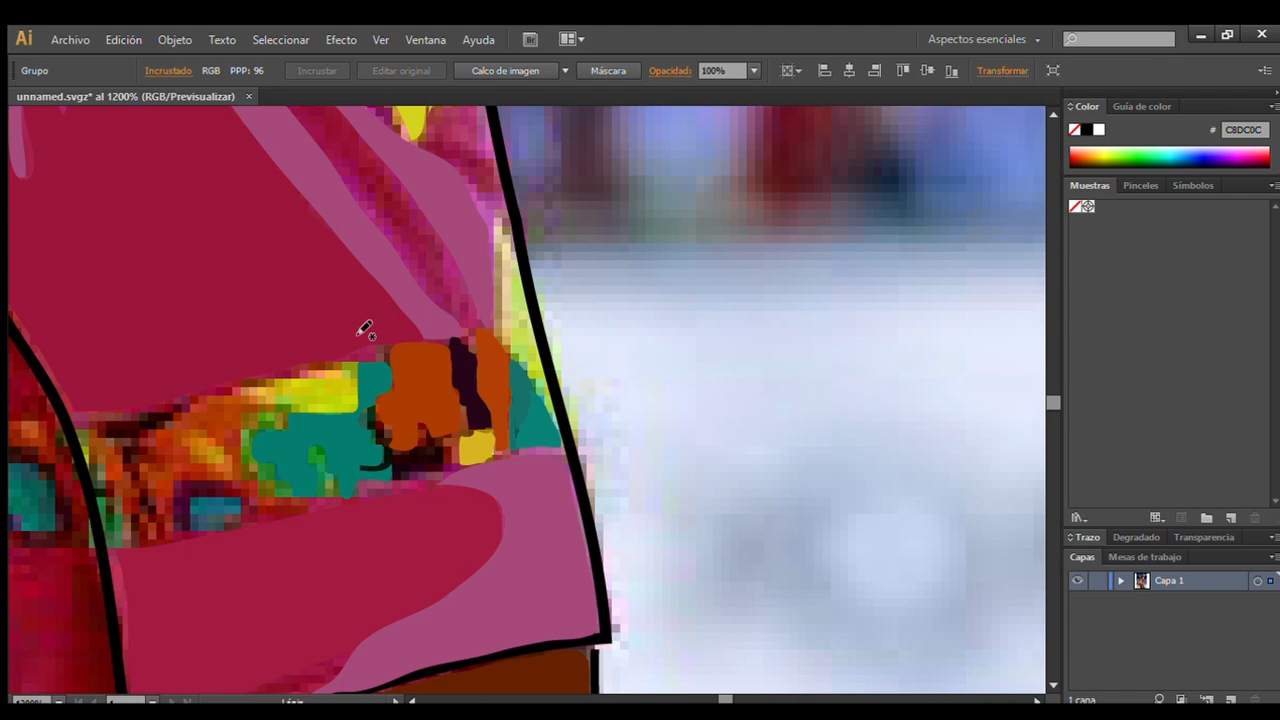 Ai Archivo Edición Objeto Texto Seleccionar Efecto Ver Ventana Ayuda Br Aspectos esenciales
Grupo Incrustado RGB PPP: 96 Incrustar Editar original Calco de imagen Máscara Opacidad: 100% Transformar
unnamed.svgz* al 1200% (RGB/Previsualizar) ×
Color Guía de color
# C8DC0C
Muestras Pinceles Símbolos
Trazo Degradado Transparencia
Capas Mesas de trabajo
Capa 1
1 capa